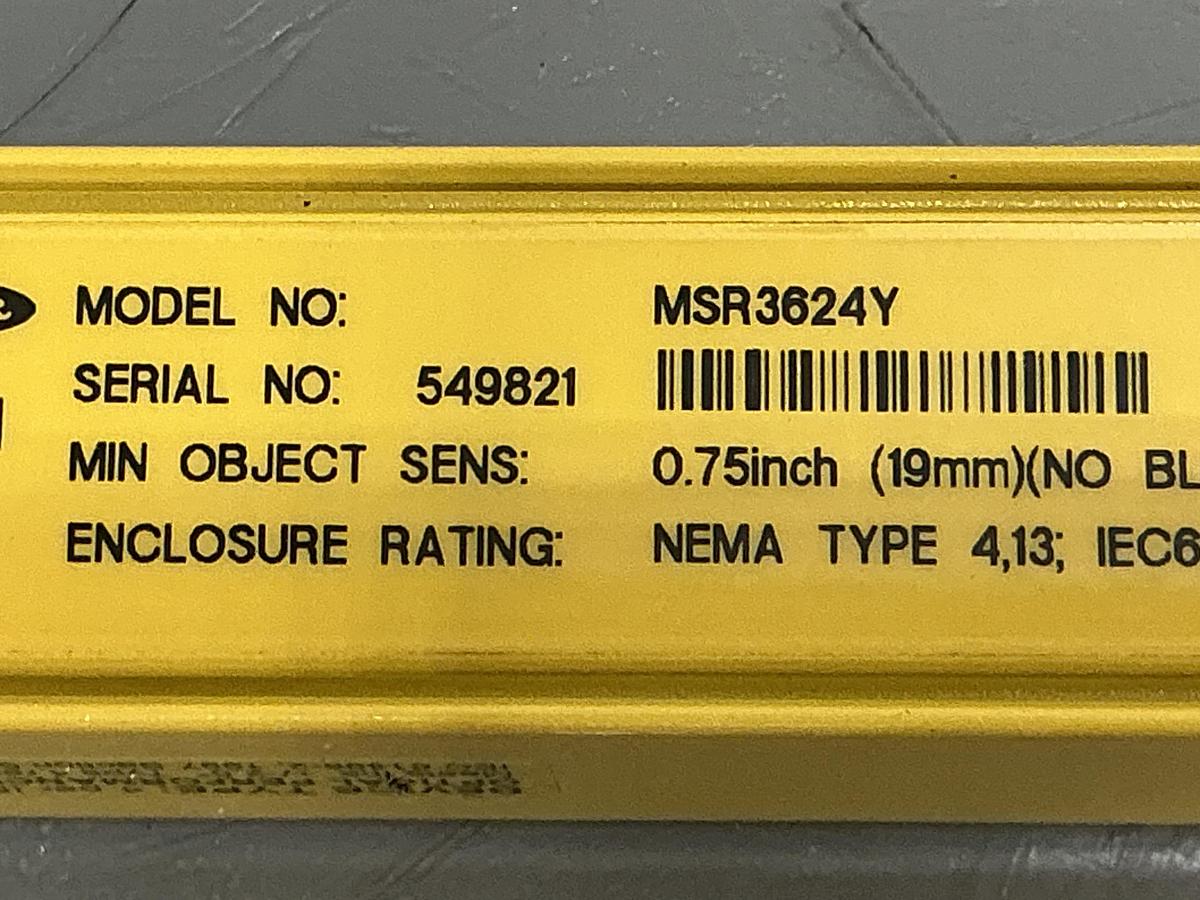 MODEL NO: MSR3624Y
SERIAL NO: 549821
MIN OBJECT SENS: 0.75inch (19mm)(NO BL
ENCLOSURE RATING: NEMA TYPE 4,13; IEC6